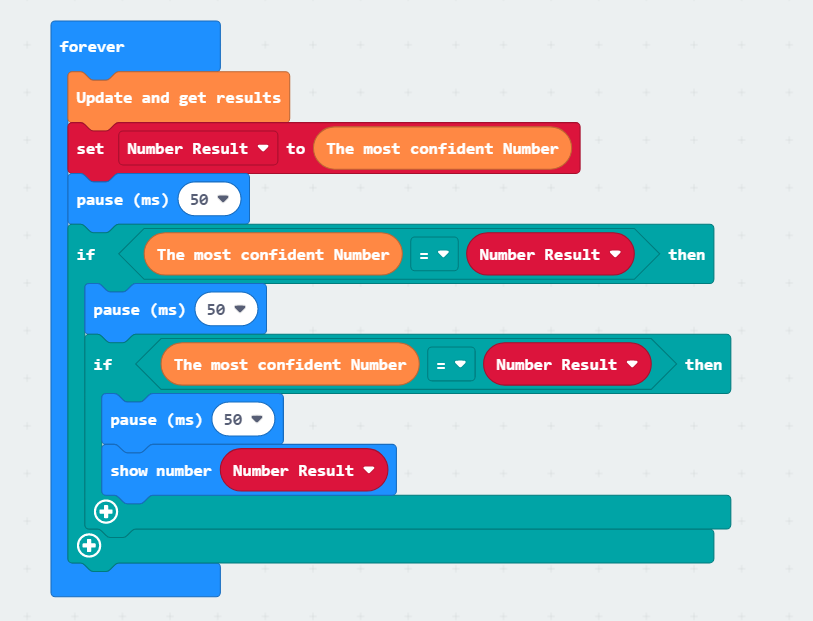 forever
Update and get results
set Number Result to The most confident Number
pause (ms) 50
if The most confident Number = Number Result then
pause (ms) 50
if The most confident Number = Number Result then
pause (ms) 50
show number Number Result